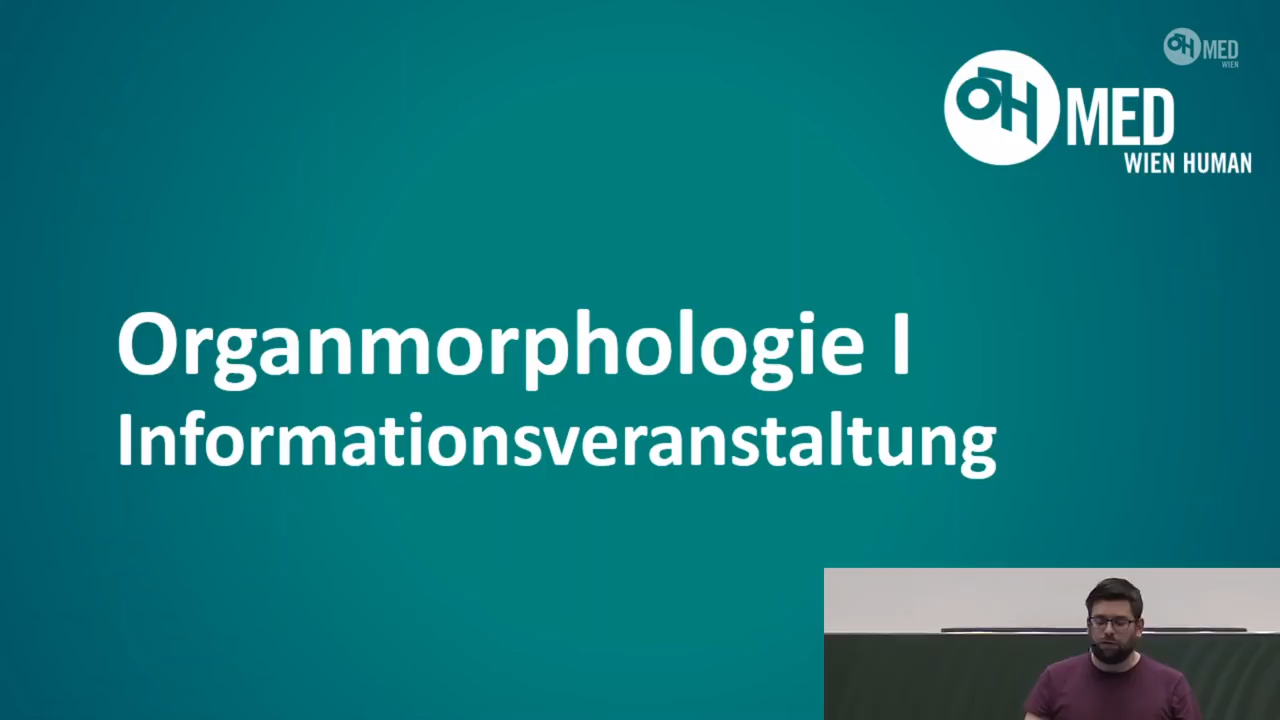 ÖH MED
WIEN
ÖH MED
WIEN HUMAN
Organmorphologie I
Informationsveranstaltung